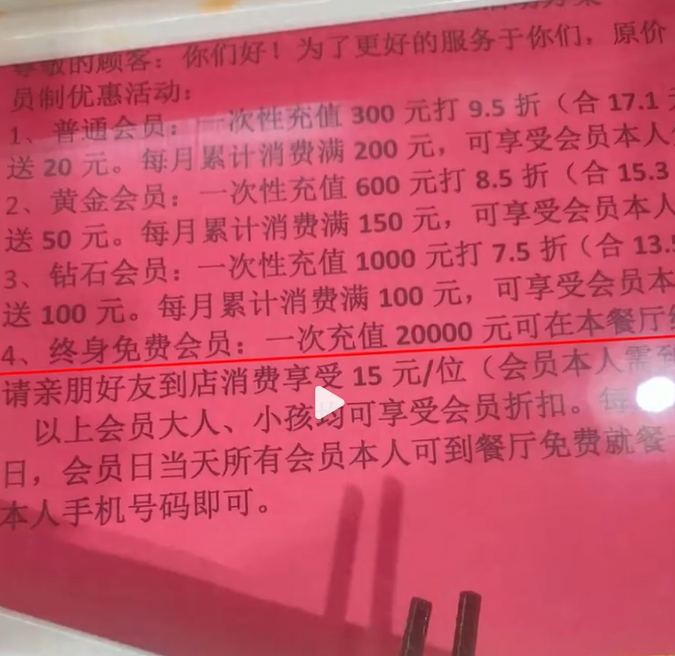 尊敬的顾客：你们好！为了更好的服务于你们，原价
员制优惠活动：
1、普通会员：一次性充值 300 元打 9.5 折（合 17.1
送 20 元。每月累计消费满 200 元，可享受会员本人
2、黄金会员：一次性充值 600 元打 8.5 折（合 15.3
送 50 元。每月累计消费满 150 元，可享受会员本人
3、钻石会员：一次性充值 1000 元打 7.5 折（合 13.5
送 100 元。每月累计消费满 100 元，可享受会员本
4、终身免费会员：一次充值 20000 元可在本餐厅
请亲朋好友到店消费享受 15 元/位（会员本人需到
以上会员大人、小孩均可享受会员折扣。每
日，会员日当天所有会员本人可到餐厅免费就餐
本人手机号码即可。